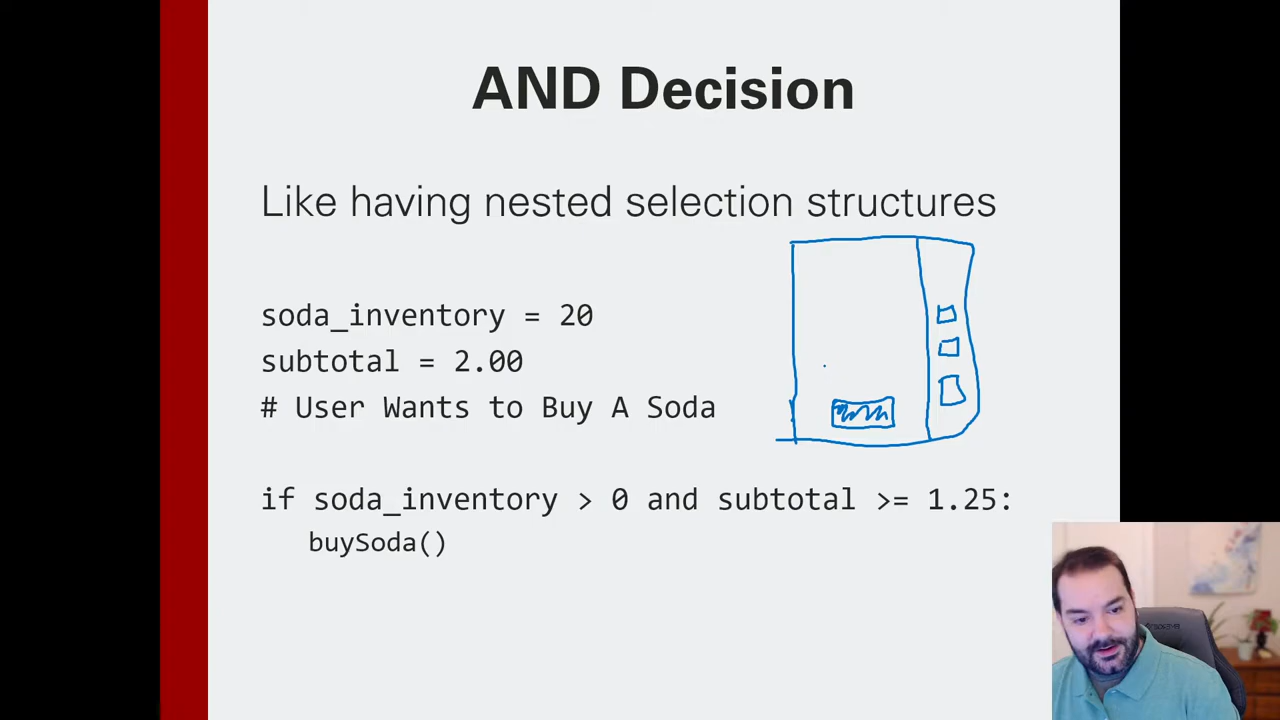 AND Decision
Like having nested selection structures
soda_inventory = 20
subtotal = 2.00
# User Wants to Buy A Soda
if soda_inventory > 0 and subtotal >= 1.25:
buySoda()